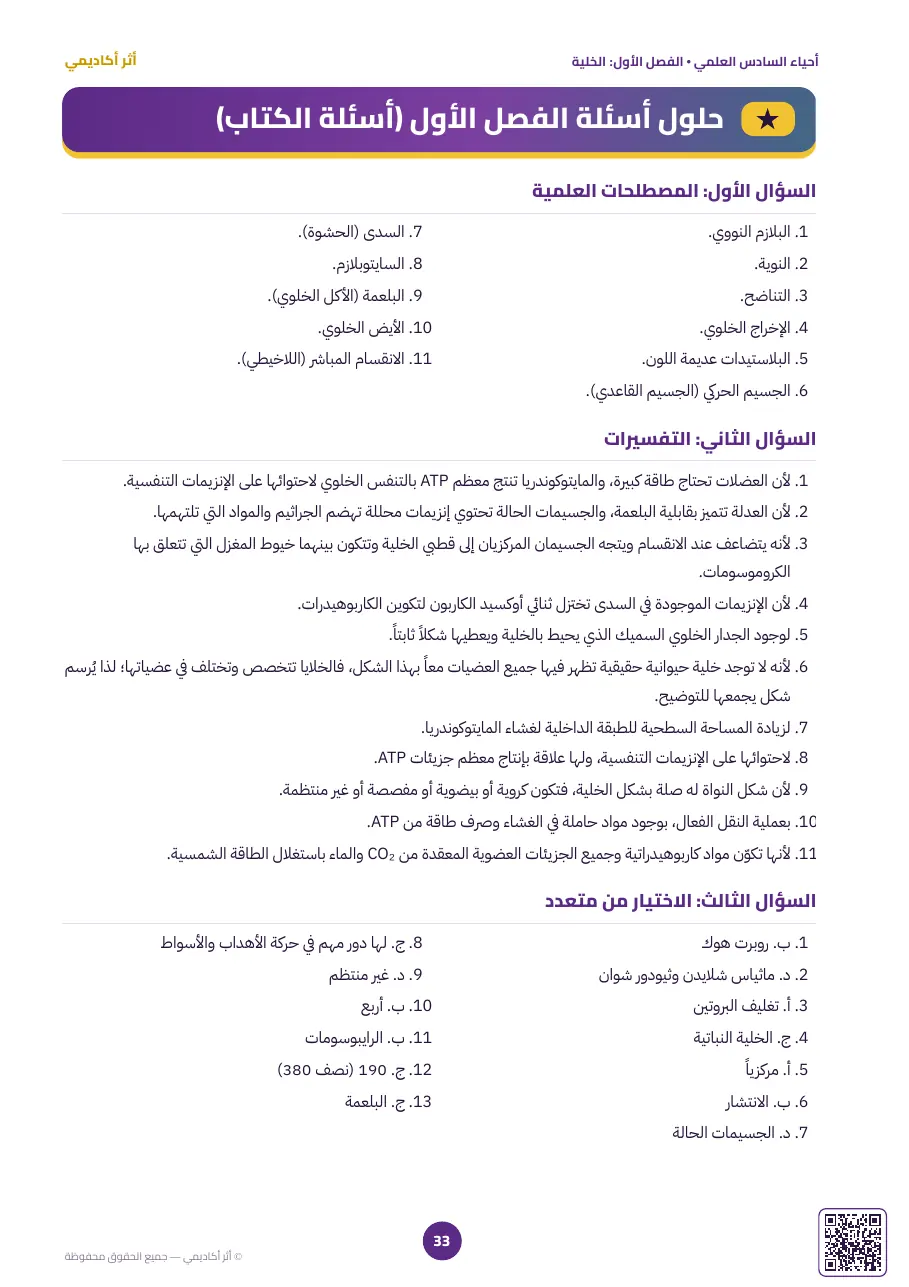 أحياء السادس العلمي • الفصل الأول: الخلية
أثر أكاديمي
حلول أسئلة الفصل الأول (أسئلة الكتاب)
السؤال الأول: المصطلحات العلمية
1. البلازم النووي.
2. النوية.
3. التناضح.
4. الإخراج الخلوي.
5. البلاستيدات عديمة اللون.
6. الجسيم الحركي (الجسيم القاعدي).
7. السدى (الحشوة).
8. السايتوبلازم.
9. البلعمة (الأكل الخلوي).
10. الأيض الخلوي.
11. الانقسام المباشر (اللاخيطي).
السؤال الثاني: التفسيرات
1. لأن العضلات تحتاج طاقة كبيرة، والمايتوكوندريا تنتج معظم ATP بالتنفس الخلوي لاحتوائها على الإنزيمات التنفسية.
2. لأن العدلة تتميز بقابلية البلعمة، والجسيمات الحالة تحتوي إنزيمات محللة تهضم الجراثيم والمواد التي تلتهمها.
3. لأنه يتضاعف عند الانقسام ويتجه الجسيمان المركزيان إلى قطبي الخلية وتتكون بينهما خيوط المغزل التي تتعلق بها
الكروموسومات.
4. لأن الإنزيمات الموجودة في السدى تختزل ثنائي أوكسيد الكاربون لتكوين الكاربوهيدرات.
5. لوجود الجدار الخلوي السميك الذي يحيط بالخلية ويعطيها شكلاً ثابتاً.
6. لأنه لا توجد خلية حيوانية حقيقية تظهر فيها جميع العضيات معاً بهذا الشكل، فالخلايا تتخصص وتختلف في عضياتها؛ لذا يُرسم
شكل يجمعها للتوضيح.
7. لزيادة المساحة السطحية للطبقة الداخلية لغشاء المايتوكوندريا.
8. لاحتوائها على الإنزيمات التنفسية، ولها علاقة بإنتاج معظم جزيئات ATP.
9. لأن شكل النواة له صلة بشكل الخلية، فتكون كروية أو بيضوية أو مفصصة أو غير منتظمة.
10. بعملية النقل الفعال، بوجود مواد حاملة في الغشاء وصرف طاقة من ATP.
11. لأنها تكوّن مواد كاربوهيدراتية وجميع الجزيئات العضوية المعقدة من CO₂ والماء باستغلال الطاقة الشمسية.
السؤال الثالث: الاختيار من متعدد
1. ب. روبرت هوك
2. د. ماثياس شلايدن وثيودور شوان
3. أ. تغليف البروتين
4. ج. الخلية النباتية
5. أ. مركزياً
6. ب. الانتشار
7. د. الجسيمات الحالة
8. ج. لها دور مهم في حركة الأهداب والأسواط
9. د. غير منتظم
10. ب. أربع
11. ب. الرايبوسومات
12. ج. 190 (نصف 380)
13. ج. البلعمة
33
© أثر أكاديمي — جميع الحقوق محفوظة